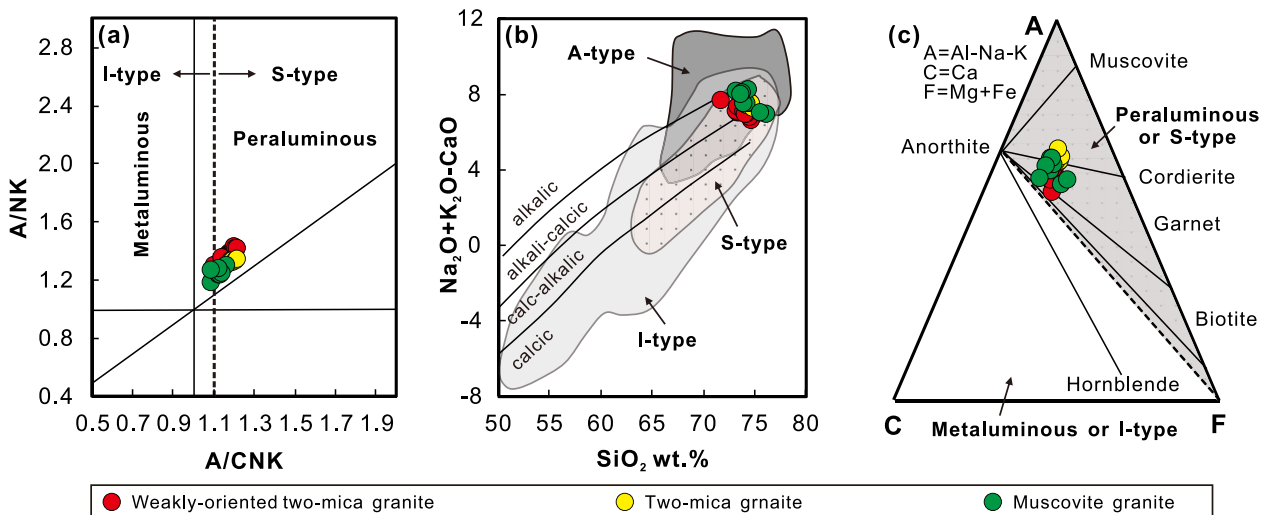 (a)
I-type
S-type
Metaluminous
Peraluminous
2.8
2.4
2.0
1.6
1.2
0.8
0.4
A/NK
0.5 0.7 0.9 1.1 1.3 1.5 1.7 1.9
A/CNK
(b)
A-type
S-type
I-type
alkalic
alkali-calcic
calc-alkalic
calcic
12
8
4
0
-4
-8
Na₂O+K₂O-CaO
50 55 60 65 70 75 80
SiO₂ wt.%
(c)
A
A=Al-Na-K
C=Ca
F=Mg+Fe
Muscovite
Peraluminous
or S-type
Anorthite
Cordierite
Garnet
Biotite
Hornblende
C
F
Metaluminous or I-type
Weakly-oriented two-mica granite
Two-mica grnaite
Muscovite granite